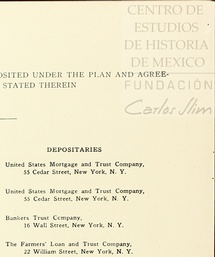 CENTRO DE
ESTUDIOS
DE HISTORIA
DE MEXICO
FUNDACIÓN
Carlos Slim
OSITED UNDER THE PLAN AND AGREE-
STATED THEREIN
DEPOSITARIES
United States Mortgage and Trust Company,
55 Cedar Street, New York, N. Y.
United States Mortgage and Trust Company,
55 Cedar Street, New York, N. Y.
Bankers Trust Company,
16 Wall Street, New York, N. Y.
The Farmers' Loan and Trust Company,
22 William Street, New York, N. Y.